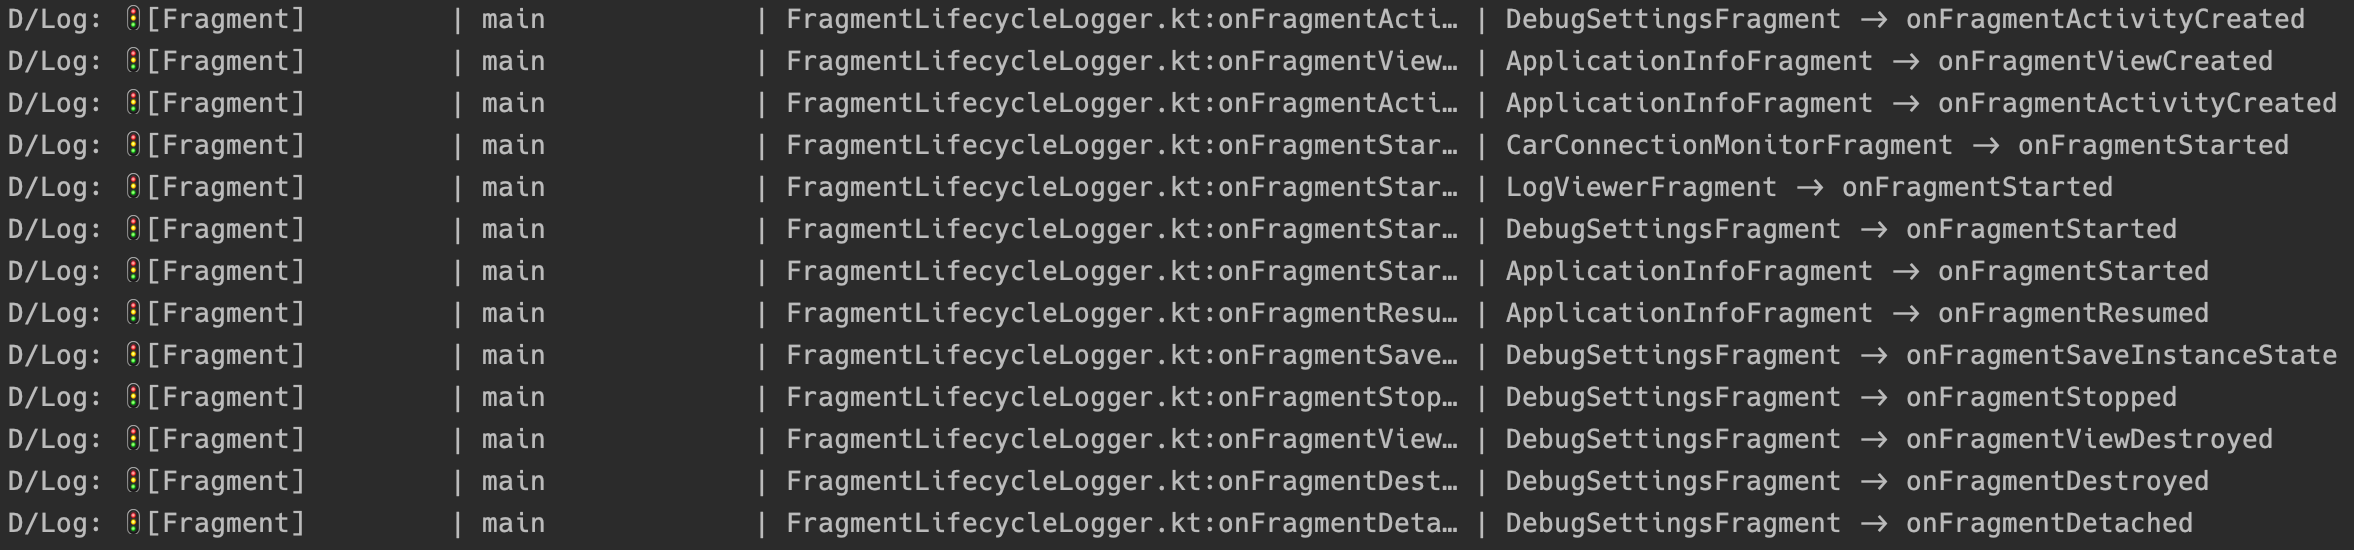 D/Log: 🚦[Fragment] | main | FragmentLifecycleLogger.kt:onFragmentActi… | DebugSettingsFragment → onFragmentActivityCreated
D/Log: 🚦[Fragment] | main | FragmentLifecycleLogger.kt:onFragmentView… | ApplicationInfoFragment → onFragmentViewCreated
D/Log: 🚦[Fragment] | main | FragmentLifecycleLogger.kt:onFragmentActi… | ApplicationInfoFragment → onFragmentActivityCreated
D/Log: 🚦[Fragment] | main | FragmentLifecycleLogger.kt:onFragmentStar… | CarConnectionMonitorFragment → onFragmentStarted
D/Log: 🚦[Fragment] | main | FragmentLifecycleLogger.kt:onFragmentStar… | LogViewerFragment → onFragmentStarted
D/Log: 🚦[Fragment] | main | FragmentLifecycleLogger.kt:onFragmentStar… | DebugSettingsFragment → onFragmentStarted
D/Log: 🚦[Fragment] | main | FragmentLifecycleLogger.kt:onFragmentStar… | ApplicationInfoFragment → onFragmentStarted
D/Log: 🚦[Fragment] | main | FragmentLifecycleLogger.kt:onFragmentResu… | ApplicationInfoFragment → onFragmentResumed
D/Log: 🚦[Fragment] | main | FragmentLifecycleLogger.kt:onFragmentSave… | DebugSettingsFragment → onFragmentSaveInstanceState
D/Log: 🚦[Fragment] | main | FragmentLifecycleLogger.kt:onFragmentStop… | DebugSettingsFragment → onFragmentStopped
D/Log: 🚦[Fragment] | main | FragmentLifecycleLogger.kt:onFragmentView… | DebugSettingsFragment → onFragmentViewDestroyed
D/Log: 🚦[Fragment] | main | FragmentLifecycleLogger.kt:onFragmentDest… | DebugSettingsFragment → onFragmentDestroyed
D/Log: 🚦[Fragment] | main | FragmentLifecycleLogger.kt:onFragmentDeta… | DebugSettingsFragment → onFragmentDetached